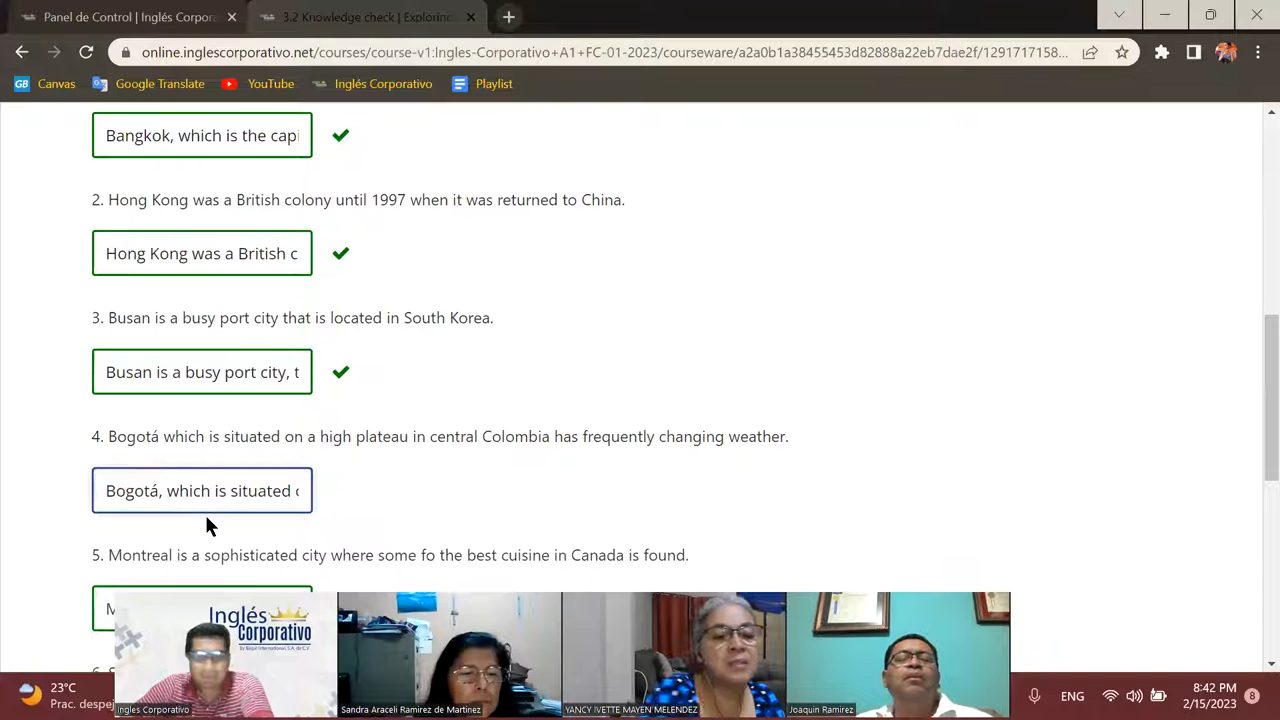 Panel de Control | Inglés Corpor
3.2 Knowledge check | Explorin
online.inglescorporativo.net/courses/course-v1:Ingles-Corporativo+A1+FC-01-2023/courseware/a2a0b1a38455453d82888a22eb7dae2f/1291717158...
Canvas Google Translate YouTube Inglés Corporativo Playlist
Bangkok, which is the cap
2. Hong Kong was a British colony until 1997 when it was returned to China.
Hong Kong was a British c
3. Busan is a busy port city that is located in South Korea.
Busan is a busy port city, t
4. Bogotá which is situated on a high plateau in central Colombia has frequently changing weather.
Bogotá, which is situated
5. Montreal is a sophisticated city where some fo the best cuisine in Canada is found.
M
Inglés
Corporativo
Ingles Corporativo
Sandra Araceli Ramirez de Martinez
YANCY IVETTE MAYEN MELENDEZ
Joaquin Ramirez
23°C
Prac. despej
ENG
8:42 PM
2/15/2023
8